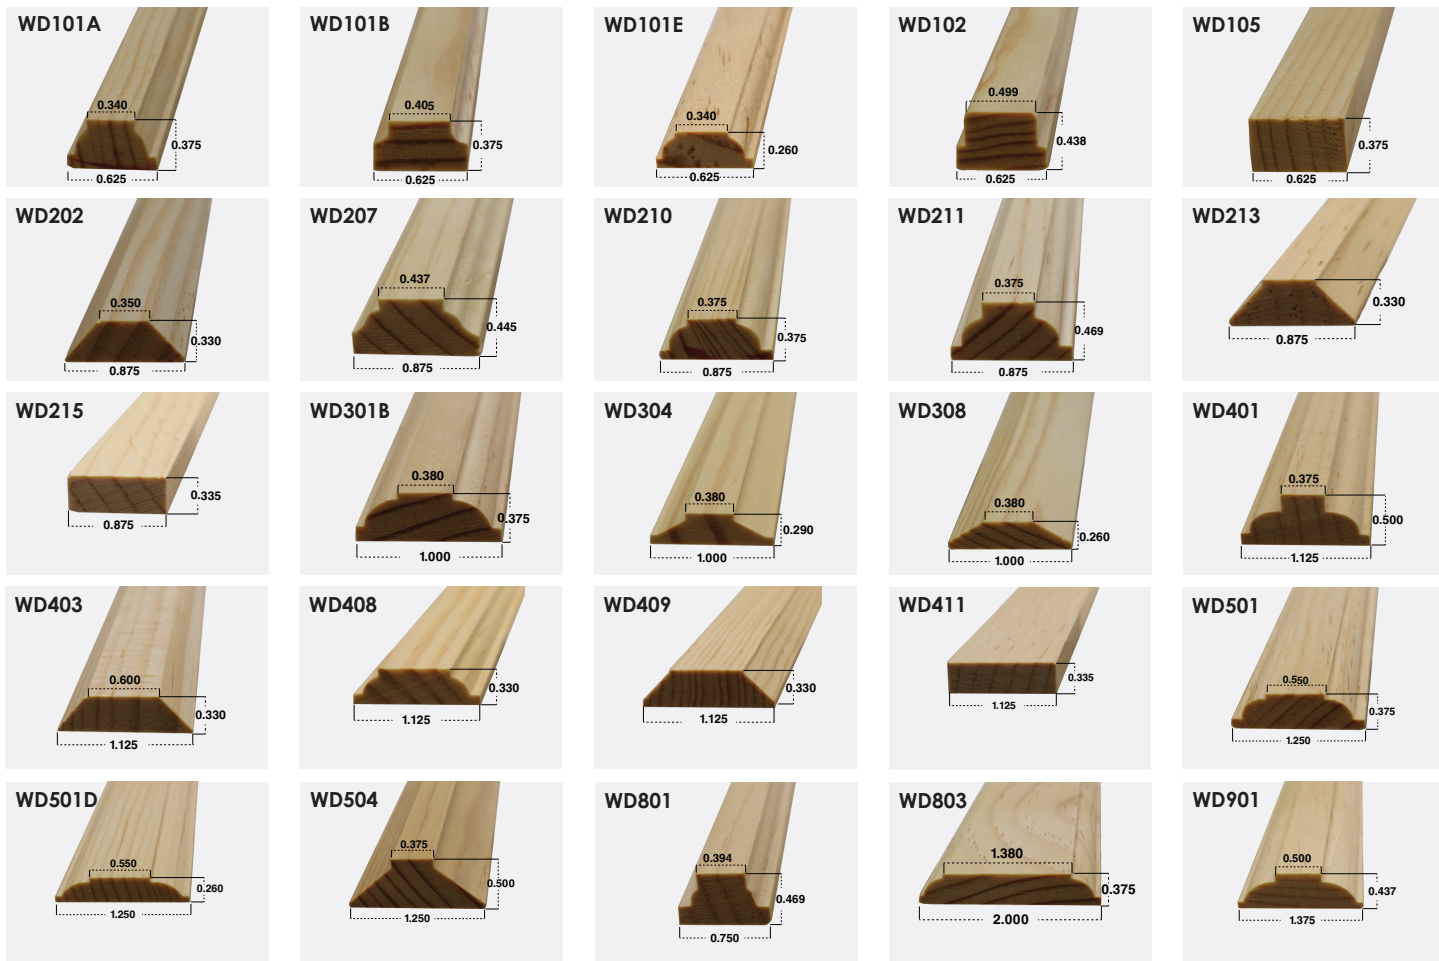 WD101A
0.340
0.375
0.625
WD101B
0.405
0.375
0.625
WD101E
0.340
0.260
0.625
WD102
0.499
0.438
0.625
WD105
0.375
0.625
WD202
0.350
0.330
0.875
WD207
0.437
0.445
0.875
WD210
0.375
0.375
0.875
WD211
0.375
0.469
0.875
WD213
0.330
0.875
WD215
0.335
0.875
WD301B
0.380
0.375
1.000
WD304
0.380
0.290
1.000
WD308
0.380
0.260
1.000
WD401
0.375
0.500
1.125
WD403
0.600
0.330
1.125
WD408
0.330
1.125
WD409
0.330
1.125
WD411
0.335
1.125
WD501
0.550
0.375
1.250
WD501D
0.550
0.260
1.250
WD504
0.375
0.500
1.250
WD801
0.394
0.469
0.750
WD803
1.380
0.375
2.000
WD901
0.500
0.437
1.375